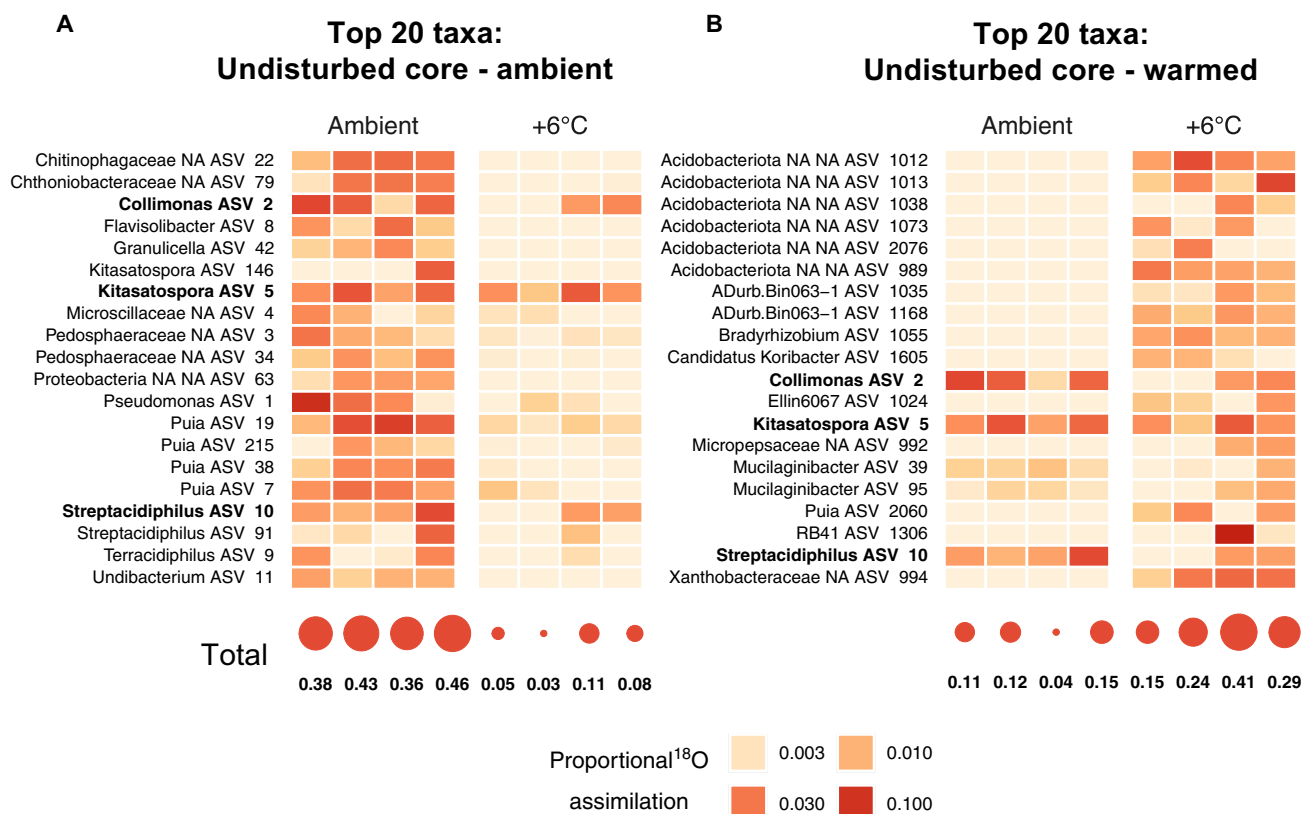 A
Top 20 taxa:
Undisturbed core - ambient
Ambient
+6°C
Chitinophagaceae NA ASV 22
Chthoniobacteraceae NA ASV 79
Collimonas ASV 2
Flavisolibacter ASV 8
Granulicella ASV 42
Kitasatospora ASV 146
Kitasatospora ASV 5
Microscillaceae NA ASV 4
Pedosphaeraceae NA ASV 3
Pedosphaeraceae NA ASV 34
Proteobacteria NA NA ASV 63
Pseudomonas ASV 1
Puia ASV 19
Puia ASV 215
Puia ASV 38
Puia ASV 7
Streptacidiphilus ASV 10
Streptacidiphilus ASV 91
Terracidiphilus ASV 9
Undibacterium ASV 11
Total
0.38 0.43 0.36 0.46 0.05 0.03 0.11 0.08
B
Top 20 taxa:
Undisturbed core - warmed
Ambient
+6°C
Acidobacteriota NA NA ASV 1012
Acidobacteriota NA NA ASV 1013
Acidobacteriota NA NA ASV 1038
Acidobacteriota NA NA ASV 1073
Acidobacteriota NA NA ASV 2076
Acidobacteriota NA NA ASV 989
ADurb.Bin063−1 ASV 1035
ADurb.Bin063−1 ASV 1168
Bradyrhizobium ASV 1055
Candidatus Koribacter ASV 1605
Collimonas ASV 2
Ellin6067 ASV 1024
Kitasatospora ASV 5
Micropepsaceae NA ASV 992
Mucilaginibacter ASV 39
Mucilaginibacter ASV 95
Puia ASV 2060
RB41 ASV 1306
Streptacidiphilus ASV 10
Xanthobacteraceae NA ASV 994
0.11 0.12 0.04 0.15 0.15 0.24 0.41 0.29
Proportional¹⁸O
assimilation
0.003
0.010
0.030
0.100